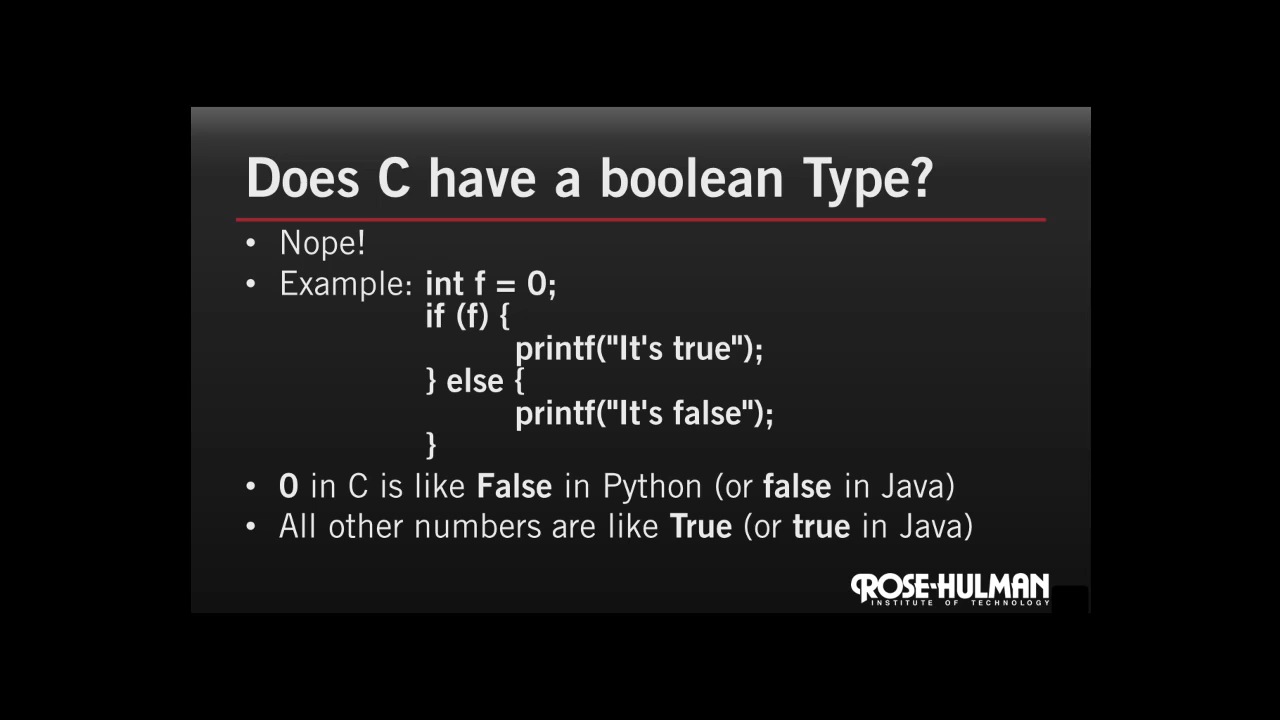 Does C have a boolean Type?
• Nope!
• Example: int f = 0;
if (f) {
printf("It's true");
} else {
printf("It's false");
}
• 0 in C is like False in Python (or false in Java)
• All other numbers are like True (or true in Java)
ROSE-HULMAN
INSTITUTE OF TECHNOLOGY